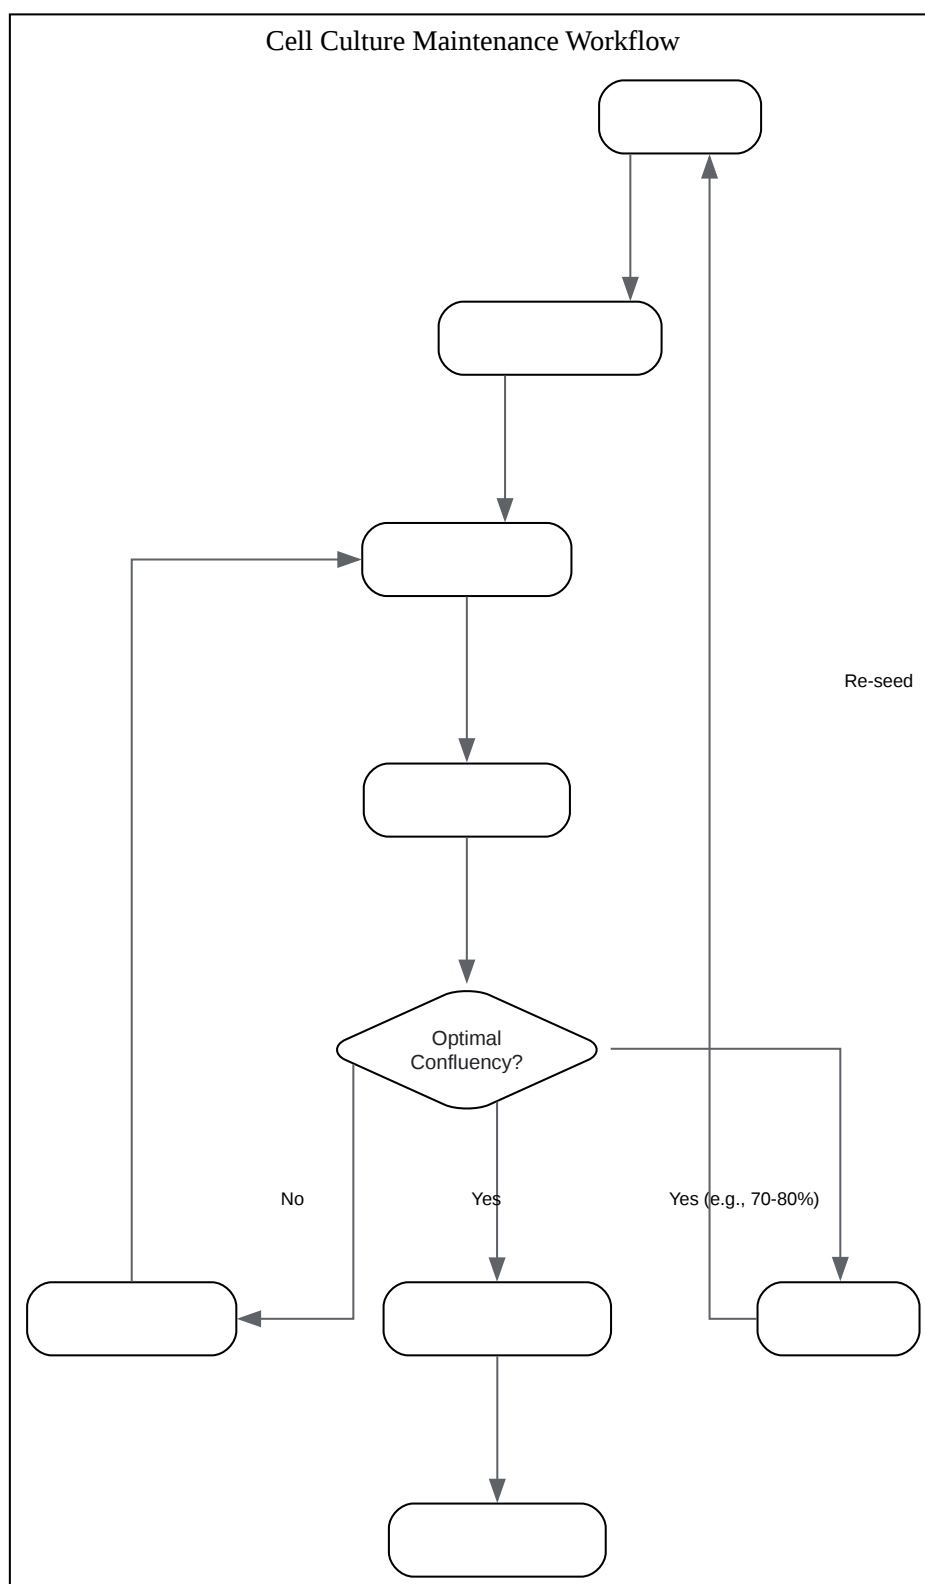 Cell Culture Maintenance Workflow
Re-seed
Optimal
Confluency?
No
Yes
Yes (e.g., 70-80%)